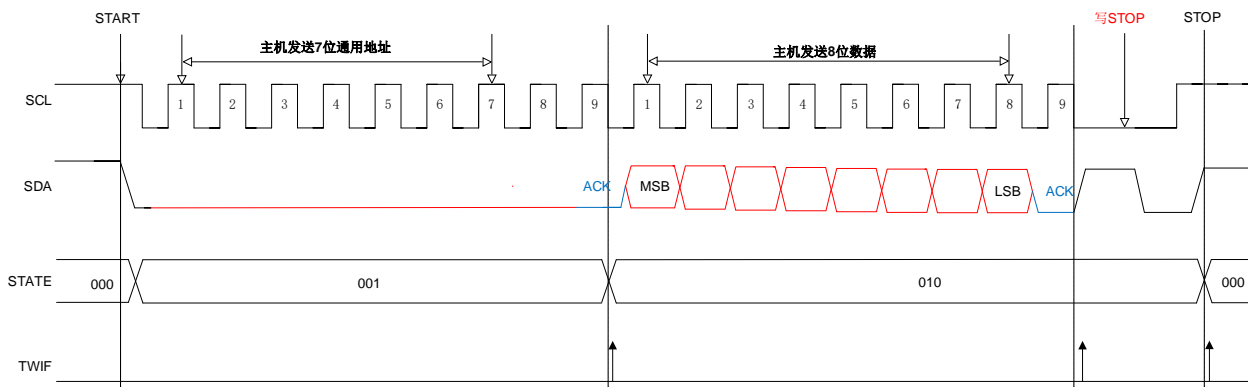 START 写STOP STOP
主机发送7位通用地址 主机发送8位数据
SCL 1 2 3 4 5 6 7 8 9 1 2 3 4 5 6 7 8 9
SDA ACK MSB LSB ACK
STATE 000 001 010 000
TWIF